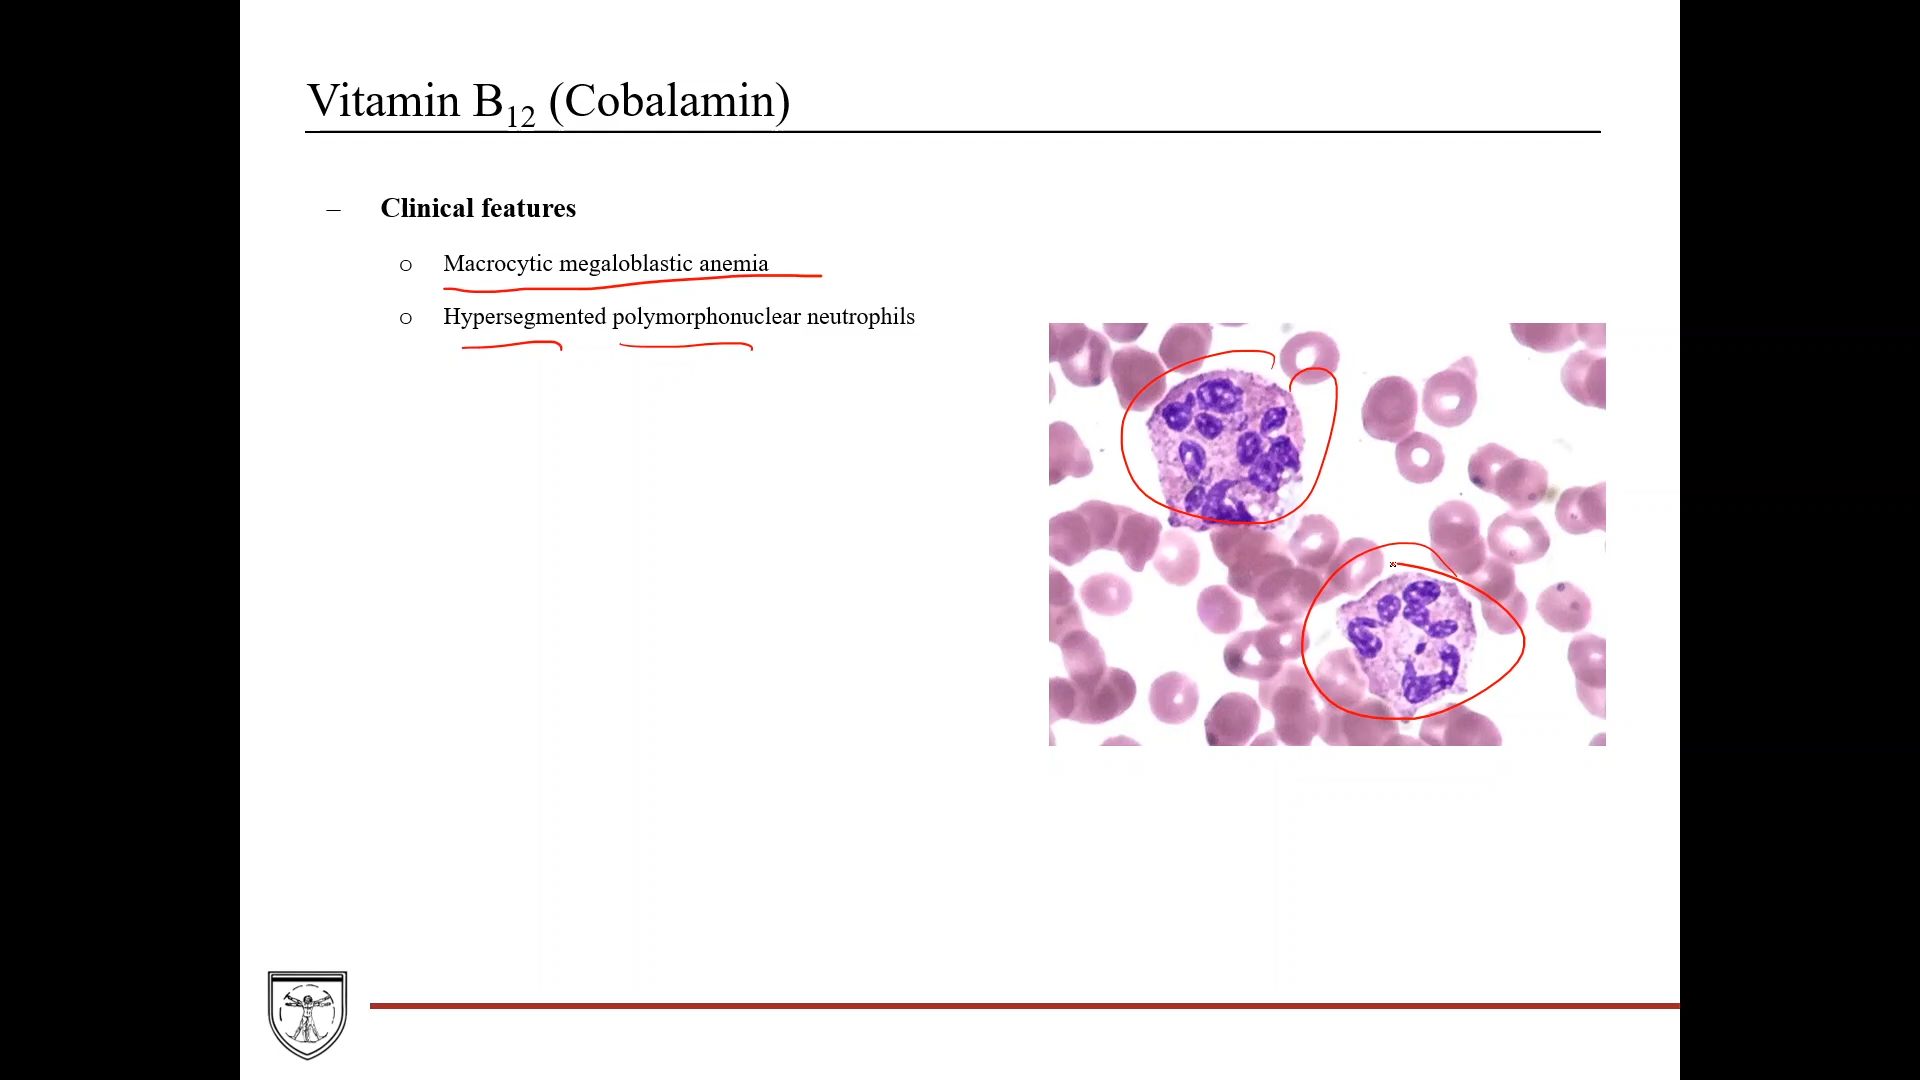 Vitamin B12 (Cobalamin)
– Clinical features
o Macrocytic megaloblastic anemia
o Hypersegmented polymorphonuclear neutrophils